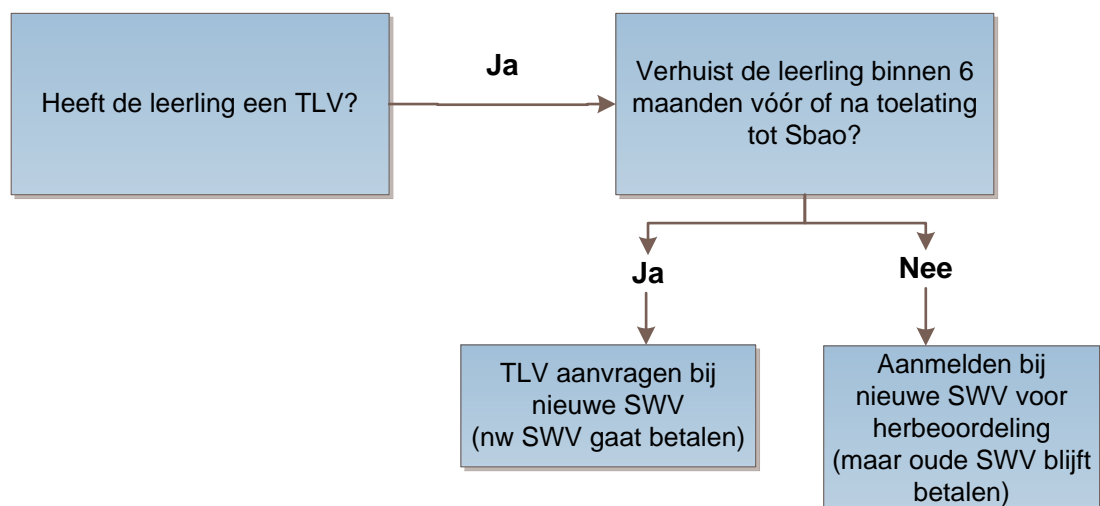 Heeft de leerling een TLV?
Ja
Verhuist de leerling binnen 6
maanden vóór of na toelating
tot Sbao?
Ja
Nee
TLV aanvragen bij
nieuwe SWV
(nw SWV gaat betalen)
Aanmelden bij
nieuwe SWV voor
herbeoordeling
(maar oude SWV blijft
betalen)